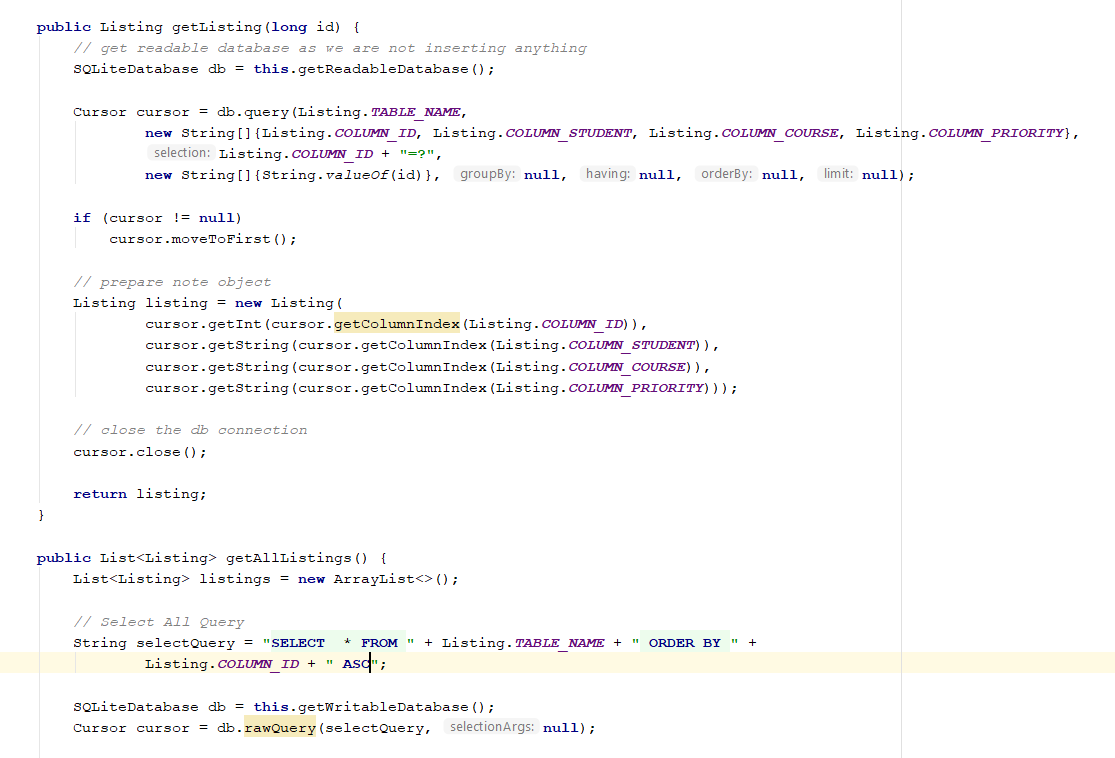 public Listing getListing(long id) {
// get readable database as we are not inserting anything
SQLiteDatabase db = this.getReadableDatabase();
Cursor cursor = db.query(Listing.TABLE_NAME,
new String[]{Listing.COLUMN_ID, Listing.COLUMN_STUDENT, Listing.COLUMN_COURSE, Listing.COLUMN_PRIORITY},
selection: Listing.COLUMN_ID + "=?",
new String[]{String.valueOf(id)}, groupBy: null, having: null, orderBy: null, limit: null);
if (cursor != null)
cursor.moveToFirst();
// prepare note object
Listing listing = new Listing(
cursor.getInt(cursor.getColumnIndex(Listing.COLUMN_ID)),
cursor.getString(cursor.getColumnIndex(Listing.COLUMN_STUDENT)),
cursor.getString(cursor.getColumnIndex(Listing.COLUMN_COURSE)),
cursor.getString(cursor.getColumnIndex(Listing.COLUMN_PRIORITY)));
// close the db connection
cursor.close();
return listing;
}
public List<Listing> getAllListings() {
List<Listing> listings = new ArrayList<>();
// Select All Query
String selectQuery = "SELECT  * FROM " + Listing.TABLE_NAME + " ORDER BY " +
Listing.COLUMN_ID + " ASC";
SQLiteDatabase db = this.getWritableDatabase();
Cursor cursor = db.rawQuery(selectQuery, selectionArgs: null);